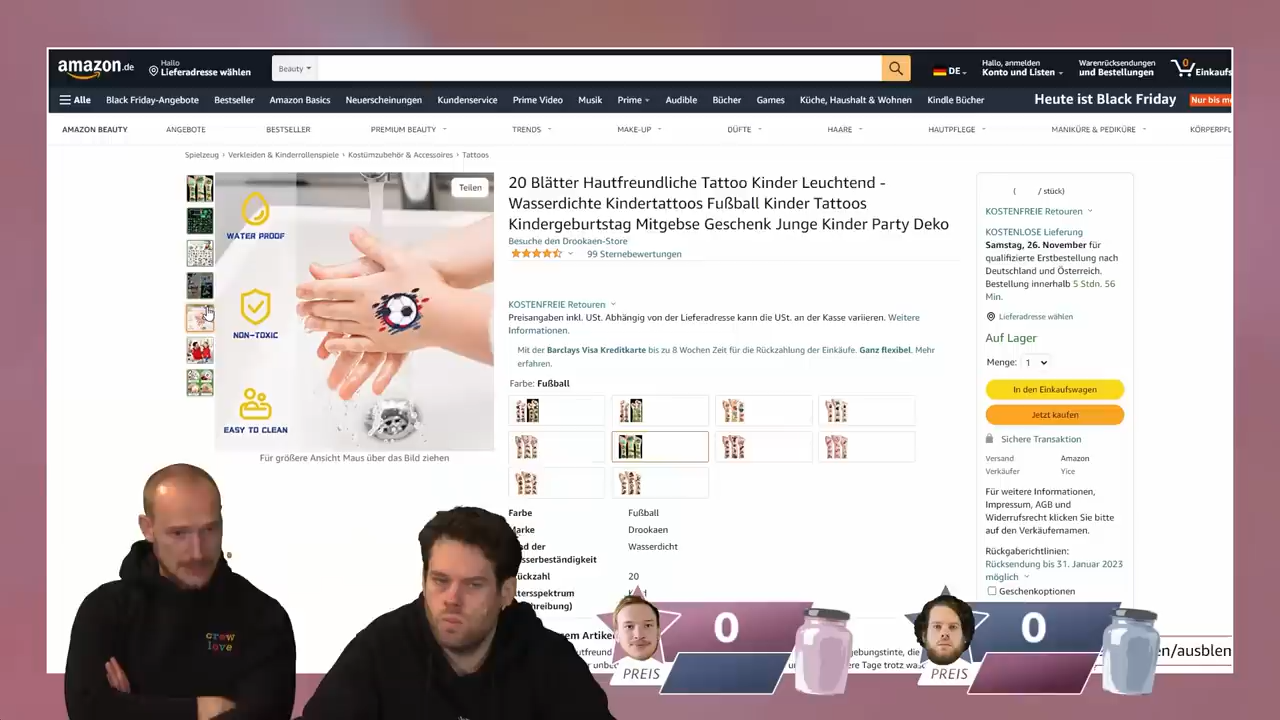 amazon.de
Hallo
Lieferadresse wählen
Beauty
DE
Hallo, anmelden
Konto und Listen
Warenrücksendungen
und Bestellungen
0
Einkaufs
Alle
Black Friday-Angebote
Bestseller
Amazon Basics
Neuerscheinungen
Kundenservice
Prime Video
Musik
Prime
Audible
Bücher
Games
Küche, Haushalt & Wohnen
Kindle Bücher
Heute ist Black Friday
Nur bis
AMAZON BEAUTY
ANGEBOTE
BESTSELLER
PREMIUM BEAUTY
TRENDS
MAKE-UP
DÜFTE
HAARE
HAUTPFLEGE
MANIKÜRE & PEDIKÜRE
KÖRPERPFL
Spielzeug › Verkleiden & Kinderrollenspiele › Kostümzubehör & Accessoires › Tattoos
Teilen
WATER PROOF
NON-TOXIC
EASY TO CLEAN
Für größere Ansicht Maus über das Bild ziehen
20 Blätter Hautfreundliche Tattoo Kinder Leuchtend -
Wasserdichte Kindertattoos Fußball Kinder Tattoos
Kindergeburtstag Mitgebse Geschenk Junge Kinder Party Deko
Besuche den Drookaen-Store
99 Sternebewertungen
KOSTENFREIE Retouren
Preisangaben inkl. USt. Abhängig von der Lieferadresse kann die USt. an der Kasse variieren. Weitere
Informationen.
Mit der Barclays Visa Kreditkarte bis zu 8 Wochen Zeit für die Rückzahlung der Einkäufe. Ganz flexibel. Mehr
erfahren.
Farbe: Fußball
Farbe Fußball
arke Drookaen
nd der Wasserdicht
sserbeständigkeit
ückzahl 20
ltersspektrum
hreibung)
em Artike
( / stück)
KOSTENFREIE Retouren
KOSTENLOSE Lieferung
Samstag, 26. November für
qualifizierte Erstbestellung nach
Deutschland und Österreich.
Bestellung innerhalb 5 Stdn. 56
Min.
Lieferadresse wählen
Auf Lager
Menge: 1
In den Einkaufswagen
Jetzt kaufen
Sichere Transaktion
Versand Amazon
Verkäufer Yice
Für weitere Informationen,
Impressum, AGB und
Widerrufsrecht klicken Sie bitte
auf den Verkäufernamen.
Rückgaberichtlinien:
Rücksendung bis 31. Januar 2023
möglich
Geschenkoptionen
en/ausblen
crew
love
0
PREIS
0
PREIS